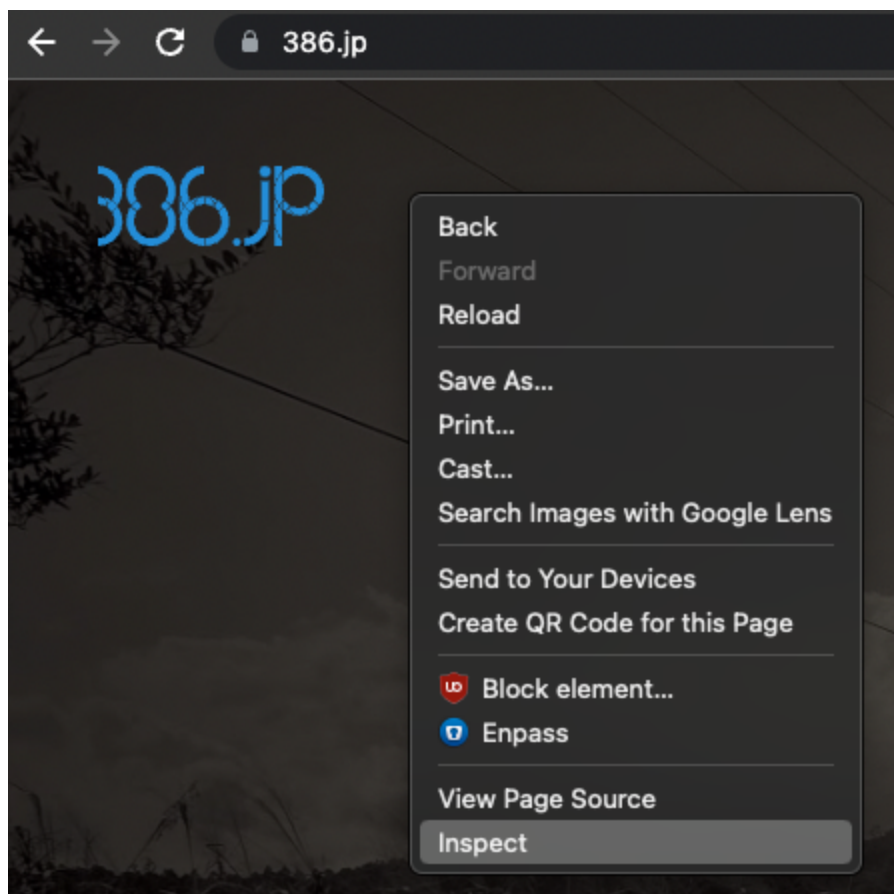 386.jp
386.jp
Back
Forward
Reload
Save As...
Print...
Cast...
Search Images with Google Lens
Send to Your Devices
Create QR Code for this Page
Block element...
Enpass
View Page Source
Inspect